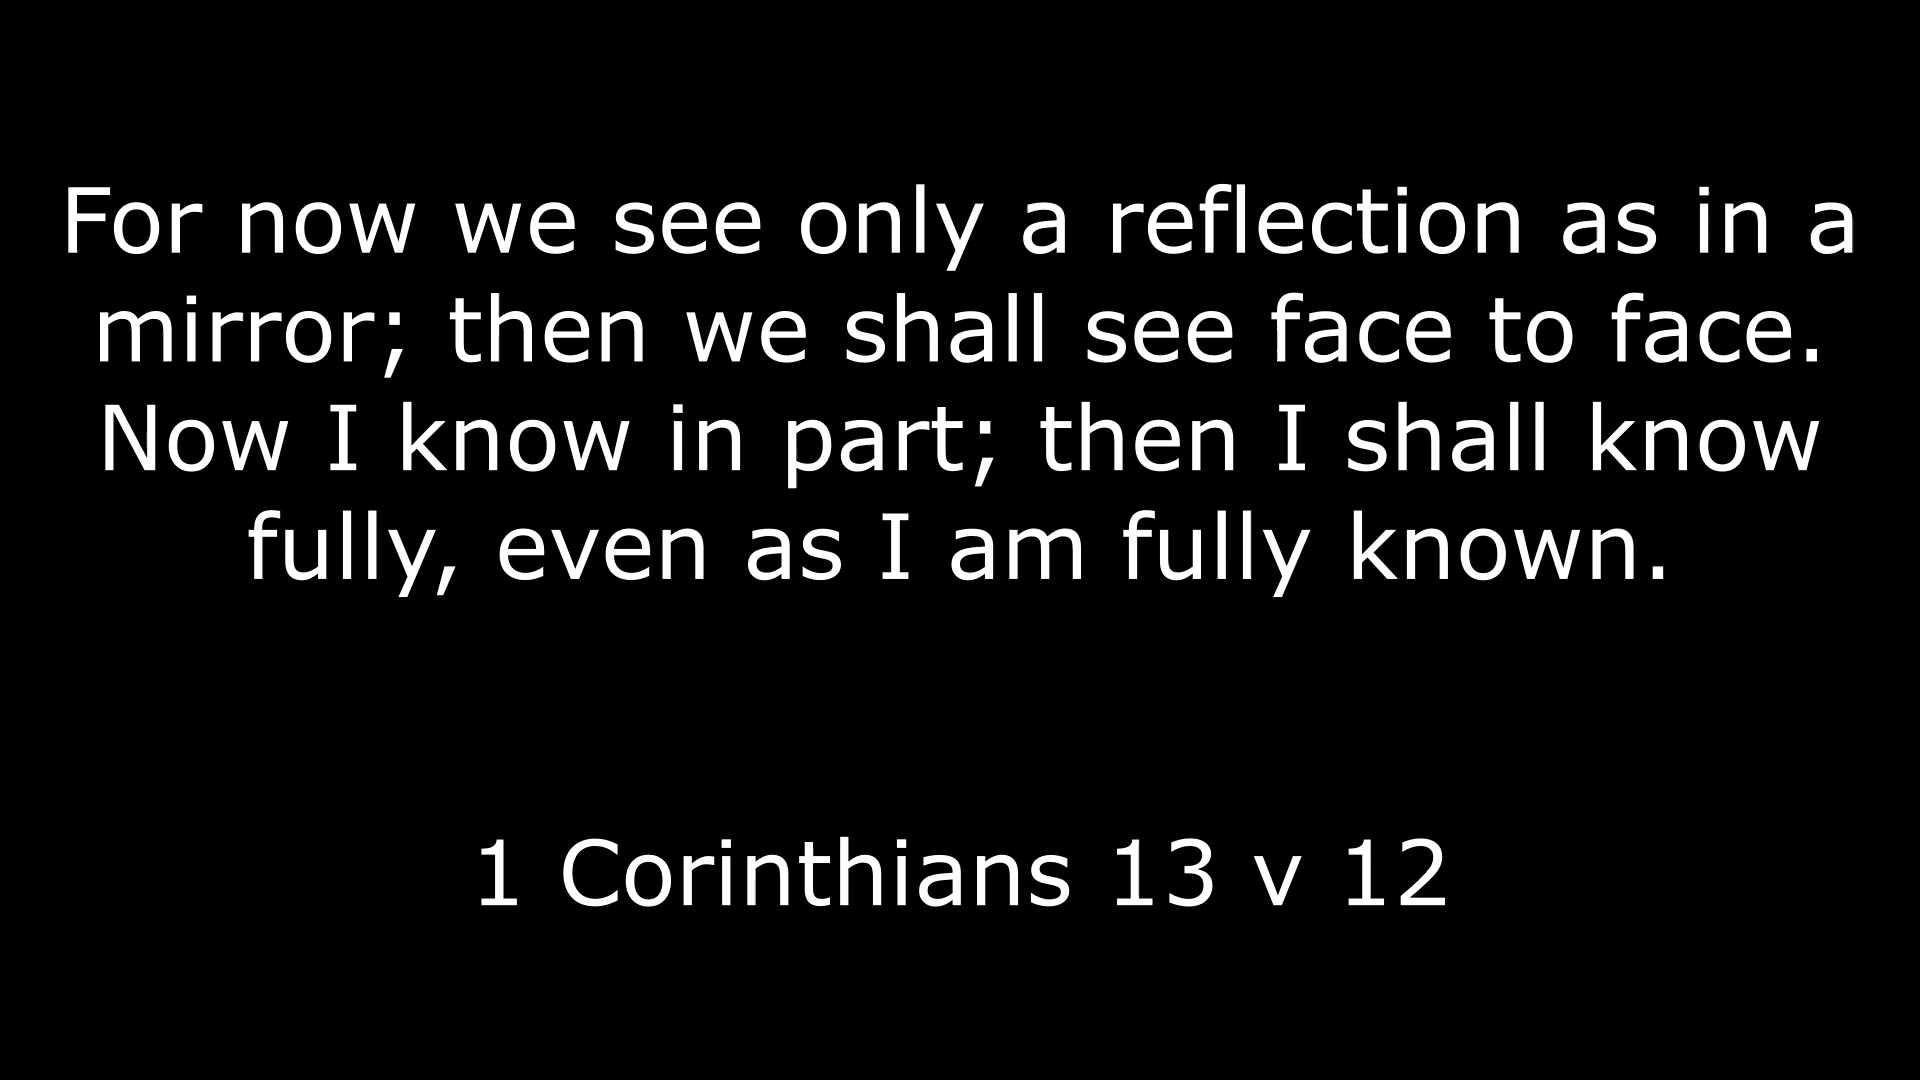 For now we see only a reflection as in a
mirror; then we shall see face to face.
Now I know in part; then I shall know
fully, even as I am fully known.
1 Corinthians 13 v 12